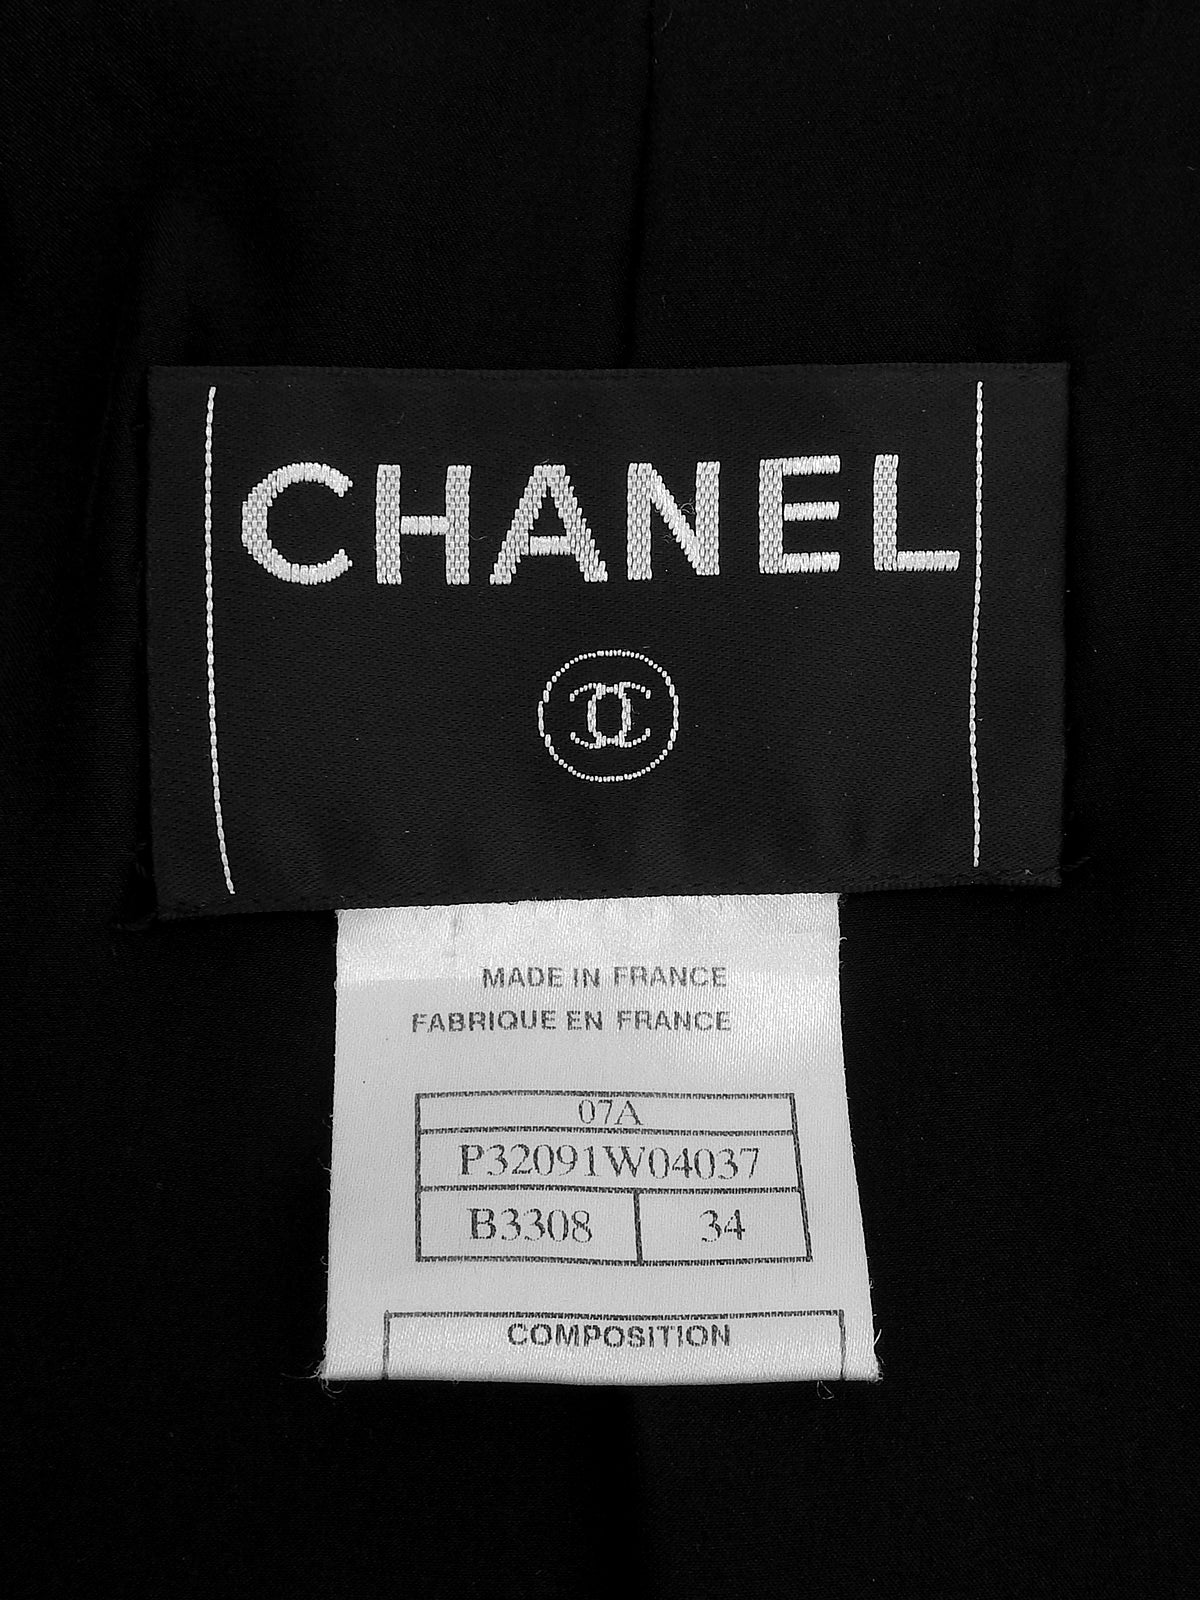 CHANEL
MADE IN FRANCE
FABRIQUE EN FRANCE
07A
P32091W04037
B3308 34
COMPOSITION